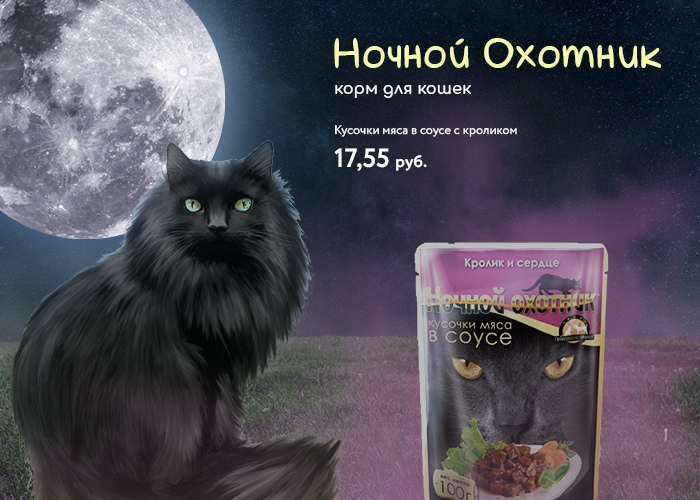 Ночной Охотник
корм для кошек
Кусочки мяса в соусе с кроликом
17,55 руб.
Кролик и сердце
Ночной охотник
кусочки мяса
в соусе
100г